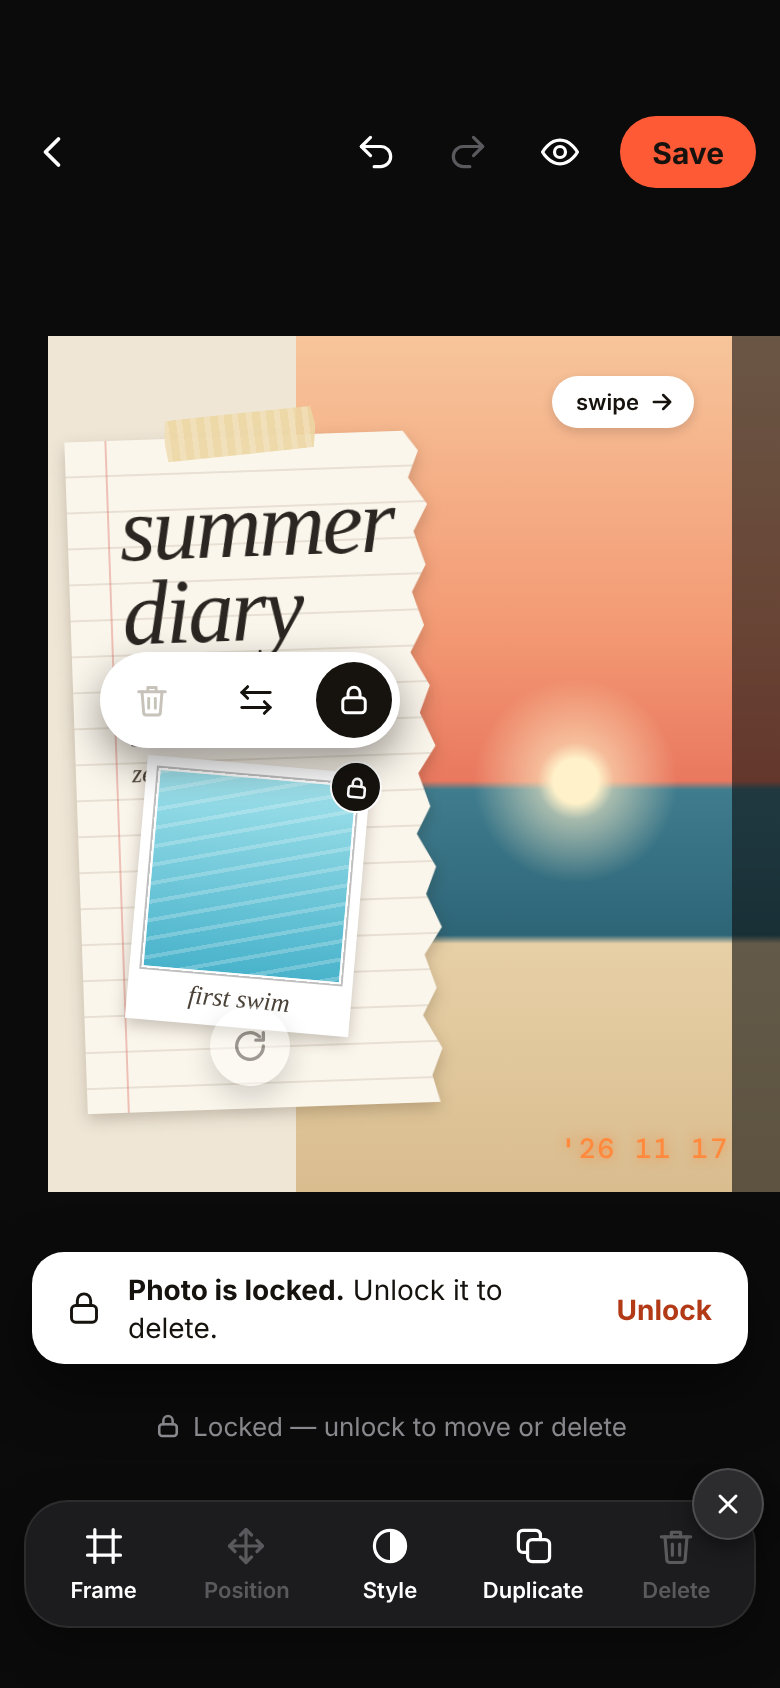 Save
swipe
summer
diary
first swim
'26 11 17
Photo is locked. Unlock it to
delete.
Unlock
Locked — unlock to move or delete
Frame
Position
Style
Duplicate
Delete